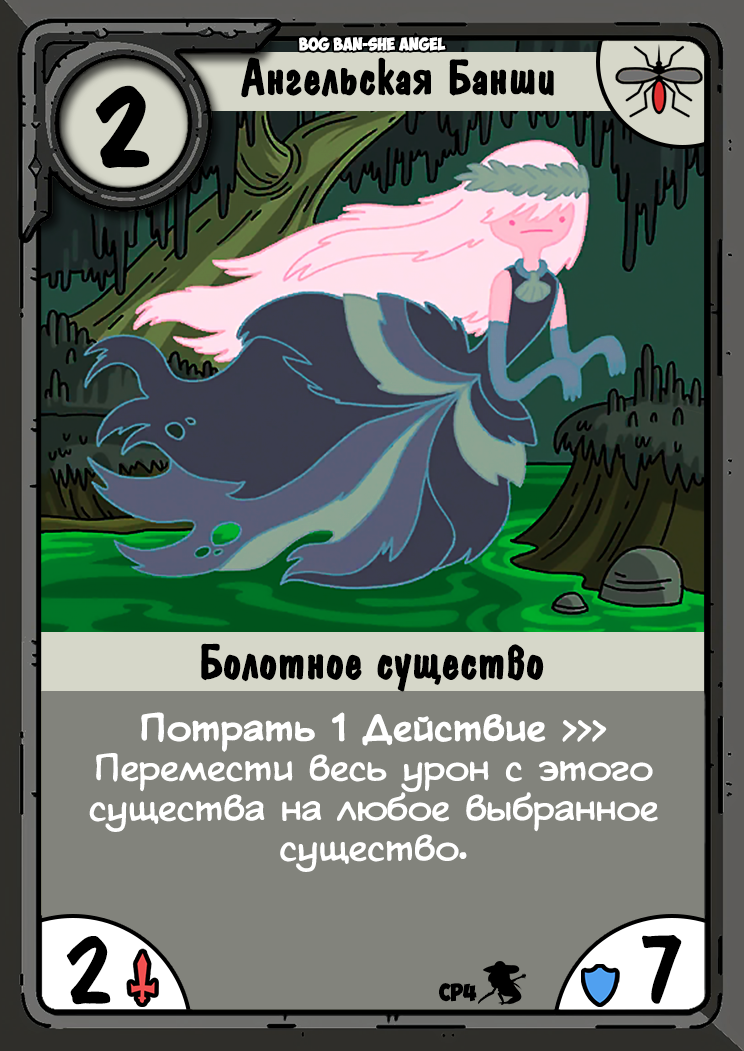 BOG BAN-SHE ANGEL
2
Ангельская Банши
Болотное существо
Потрать 1 Действие >>>
Перемести весь урон с этого
существа на любое выбранное
существо.
2
CP4
7